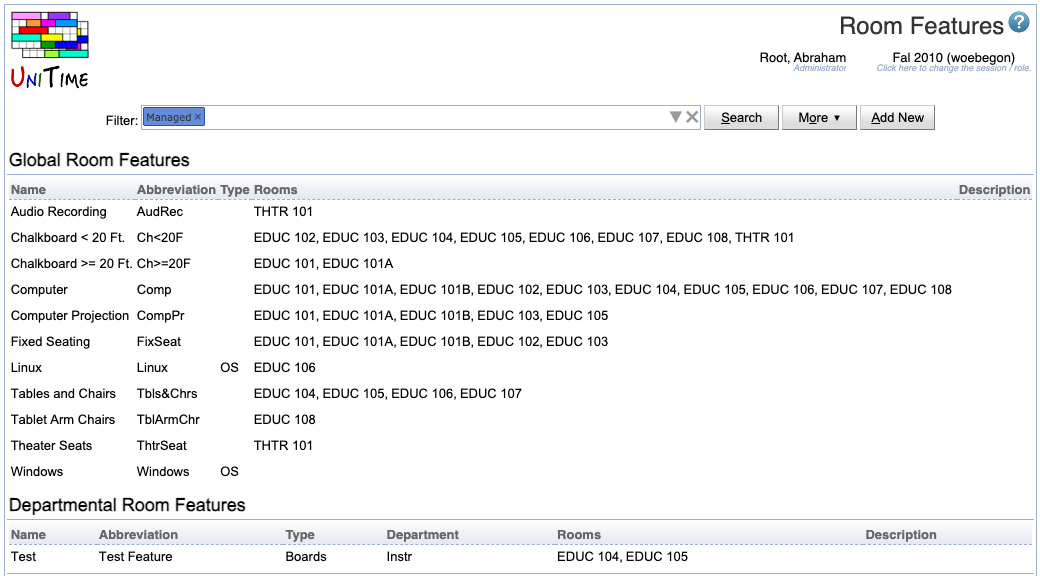 Room Features ?
UNITIME
Root, Abraham Fal 2010 (woebegon)
Administrator Click here to change the session / role.
Filter: Managed × Search More ▼ Add New
Global Room Features
Name Abbreviation Type Rooms Description
Audio Recording AudRec THTR 101
Chalkboard < 20 Ft. Ch<20F EDUC 102, EDUC 103, EDUC 104, EDUC 105, EDUC 106, EDUC 107, EDUC 108, THTR 101
Chalkboard >= 20 Ft. Ch>=20F EDUC 101, EDUC 101A
Computer Comp EDUC 101, EDUC 101A, EDUC 101B, EDUC 102, EDUC 103, EDUC 104, EDUC 105, EDUC 106, EDUC 107, EDUC 108
Computer Projection CompPr EDUC 101, EDUC 101A, EDUC 101B, EDUC 103, EDUC 105
Fixed Seating FixSeat EDUC 101, EDUC 101A, EDUC 101B, EDUC 102, EDUC 103
Linux Linux OS EDUC 106
Tables and Chairs Tbls&Chrs EDUC 104, EDUC 105, EDUC 106, EDUC 107
Tablet Arm Chairs TblArmChr EDUC 108
Theater Seats ThtrSeat THTR 101
Windows Windows OS
Departmental Room Features
Name Abbreviation Type Department Rooms Description
Test Test Feature Boards Instr EDUC 104, EDUC 105